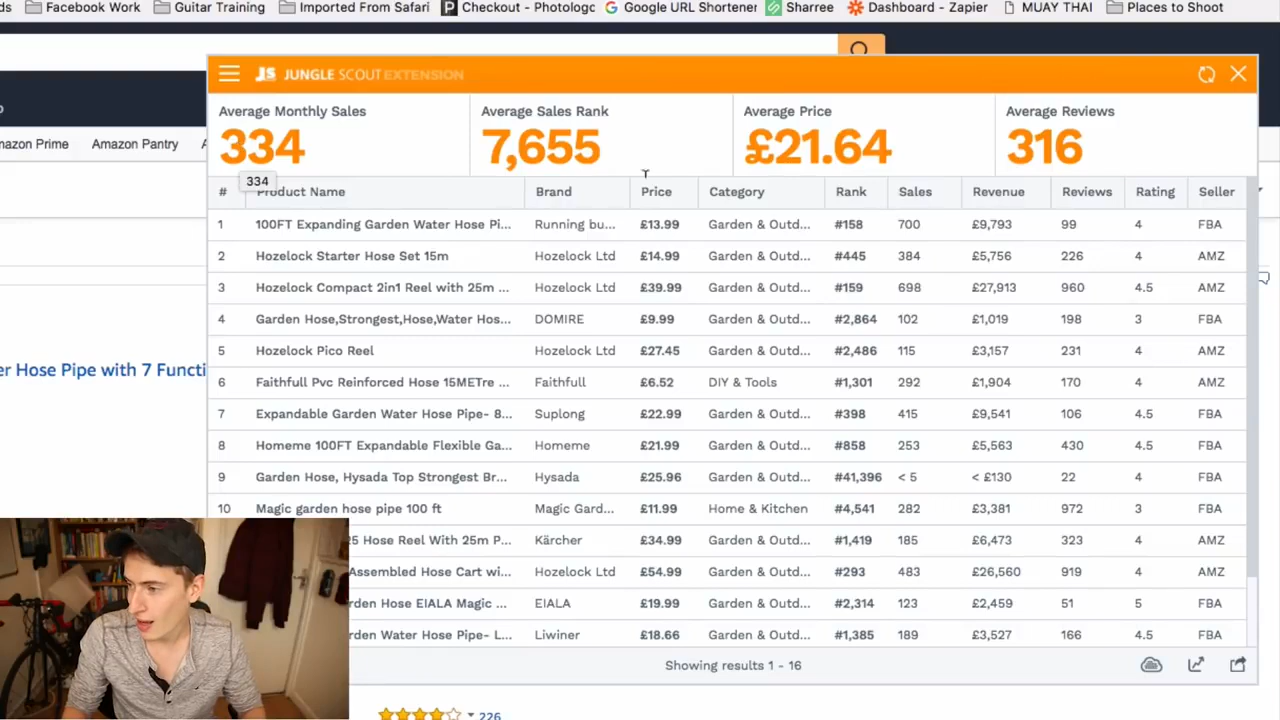 ds Facebook Work Guitar Training Imported From Safari Checkout - Photologo Google URL Shortener Sharree Dashboard - Zapier MUAY THAI Places to Shoot
JS JUNGLE SCOUT EXTENSION
Average Monthly Sales Average Sales Rank Average Price Average Reviews
334 7,655 £21.64 316
mazon Prime Amazon Pantry
334
# Product Name Brand Price Category Rank Sales Revenue Reviews Rating Seller
1 100FT Expanding Garden Water Hose Pi... Running bu... £13.99 Garden & Outd... #158 700 £9,793 99 4 FBA
2 Hozelock Starter Hose Set 15m Hozelock Ltd £14.99 Garden & Outd... #445 384 £5,756 226 4 AMZ
3 Hozelock Compact 2in1 Reel with 25m ... Hozelock Ltd £39.99 Garden & Outd... #159 698 £27,913 960 4.5 AMZ
4 Garden Hose,Strongest,Hose,Water Hos... DOMIRE £9.99 Garden & Outd... #2,864 102 £1,019 198 3 FBA
5 Hozelock Pico Reel Hozelock Ltd £27.45 Garden & Outd... #2,486 115 £3,157 231 4 AMZ
er Hose Pipe with 7 Functi
6 Faithfull Pvc Reinforced Hose 15METre ... Faithfull £6.52 DIY & Tools #1,301 292 £1,904 170 4 AMZ
7 Expandable Garden Water Hose Pipe- 8... Suplong £22.99 Garden & Outd... #398 415 £9,541 106 4.5 FBA
8 Homeme 100FT Expandable Flexible Ga... Homeme £21.99 Garden & Outd... #858 253 £5,563 430 4.5 FBA
9 Garden Hose, Hysada Top Strongest Br... Hysada £25.96 Garden & Outd... #41,396 < 5 < £130 22 4 FBA
10 Magic garden hose pipe 100 ft Magic Gard... £11.99 Home & Kitchen #4,541 282 £3,381 972 3 FBA
5 Hose Reel With 25m P... Kärcher £34.99 Garden & Outd... #1,419 185 £6,473 323 4 AMZ
Assembled Hose Cart wi... Hozelock Ltd £54.99 Garden & Outd... #293 483 £26,560 919 4 AMZ
rden Hose EIALA Magic ... EIALA £19.99 Garden & Outd... #2,314 123 £2,459 51 5 FBA
rden Water Hose Pipe- L... Liwiner £18.66 Garden & Outd... #1,385 189 £3,527 166 4.5 FBA
Showing results 1 - 16
226